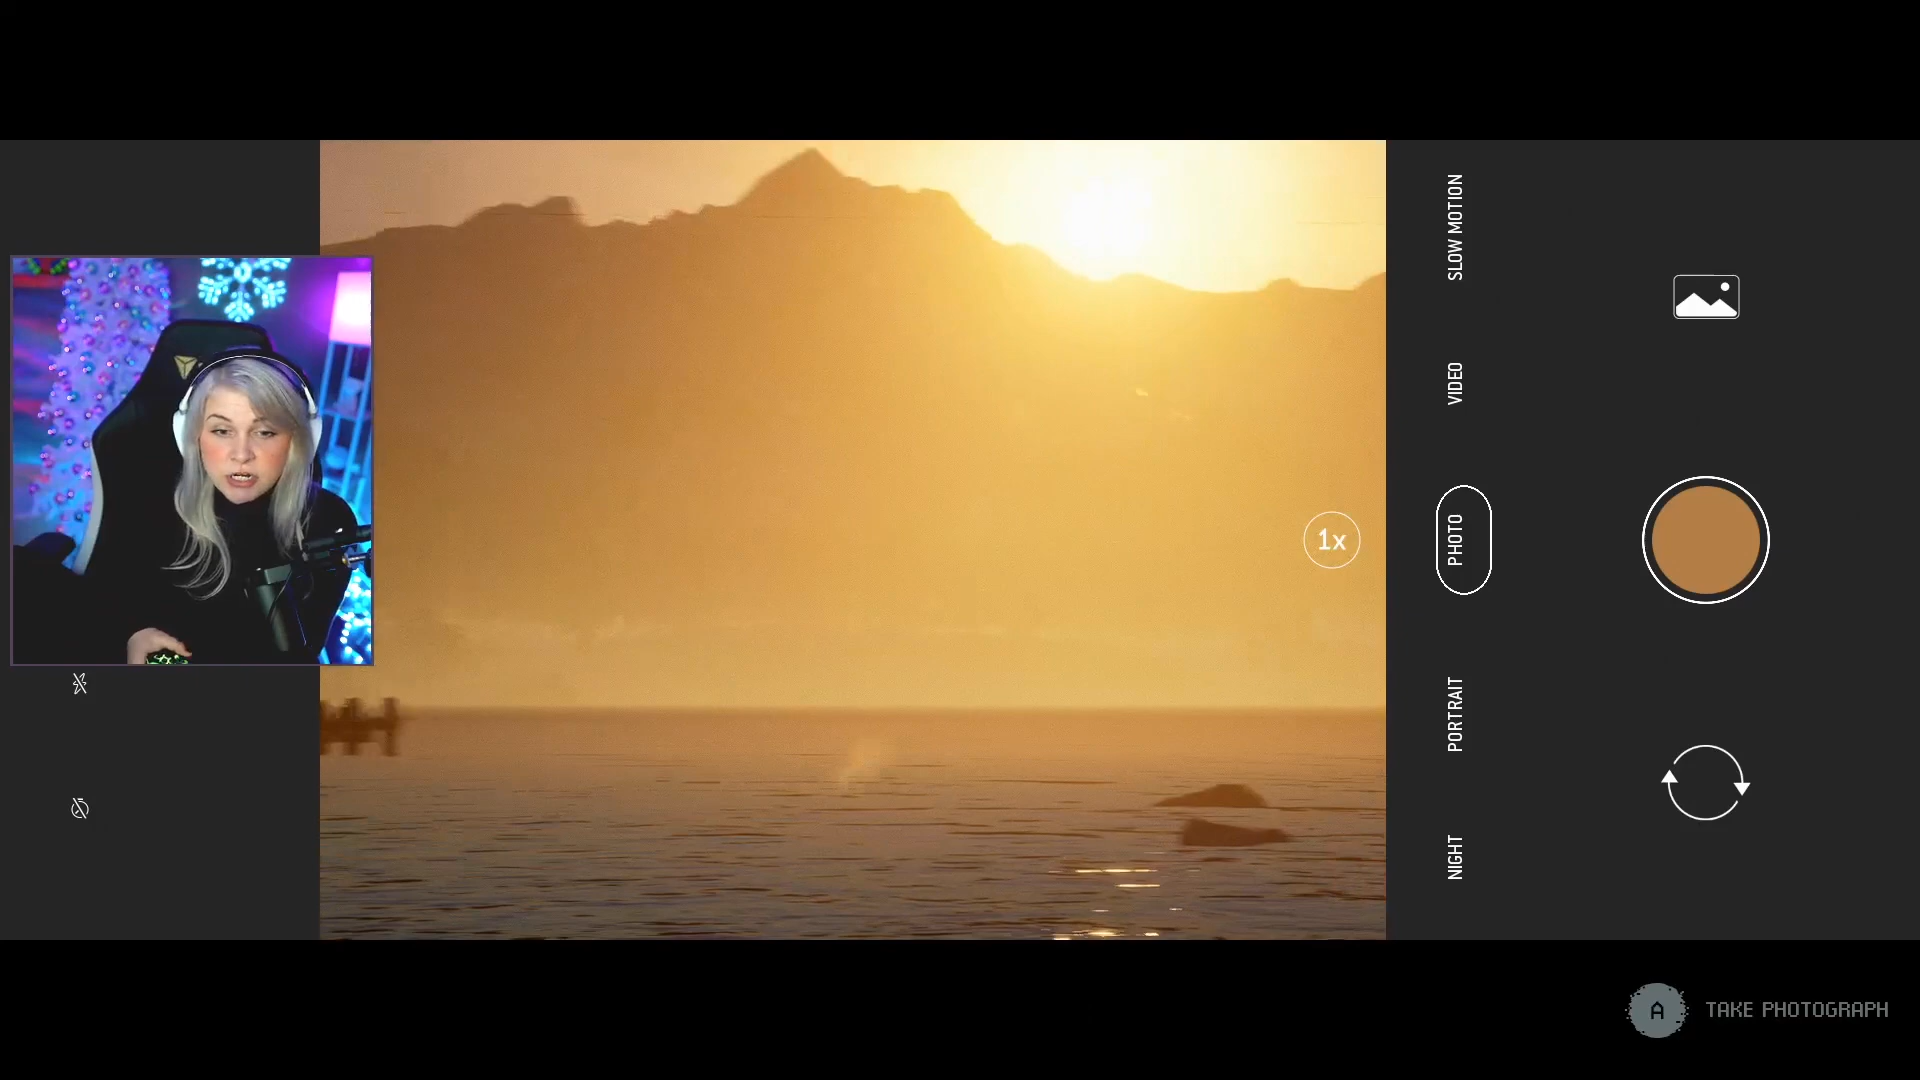 SLOW MOTION
VIDEO
1x
PHOTO
PORTRAIT
NIGHT
A TAKE PHOTOGRAPH